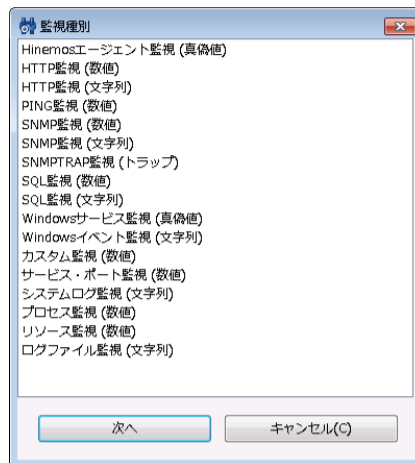 監視種別
Hinemosエージェント監視 (真偽値)
HTTP監視 (数値)
HTTP監視 (文字列)
PING監視 (数値)
SNMP監視 (数値)
SNMP監視 (文字列)
SNMPTRAP監視 (トラップ)
SQL監視 (数値)
SQL監視 (文字列)
Windowsサービス監視 (真偽値)
Windowsイベント監視 (文字列)
カスタム監視 (数値)
サービス・ポート監視 (数値)
システムログ監視 (文字列)
プロセス監視 (数値)
リソース監視 (数値)
ログファイル監視 (文字列)
次へ キャンセル(C)